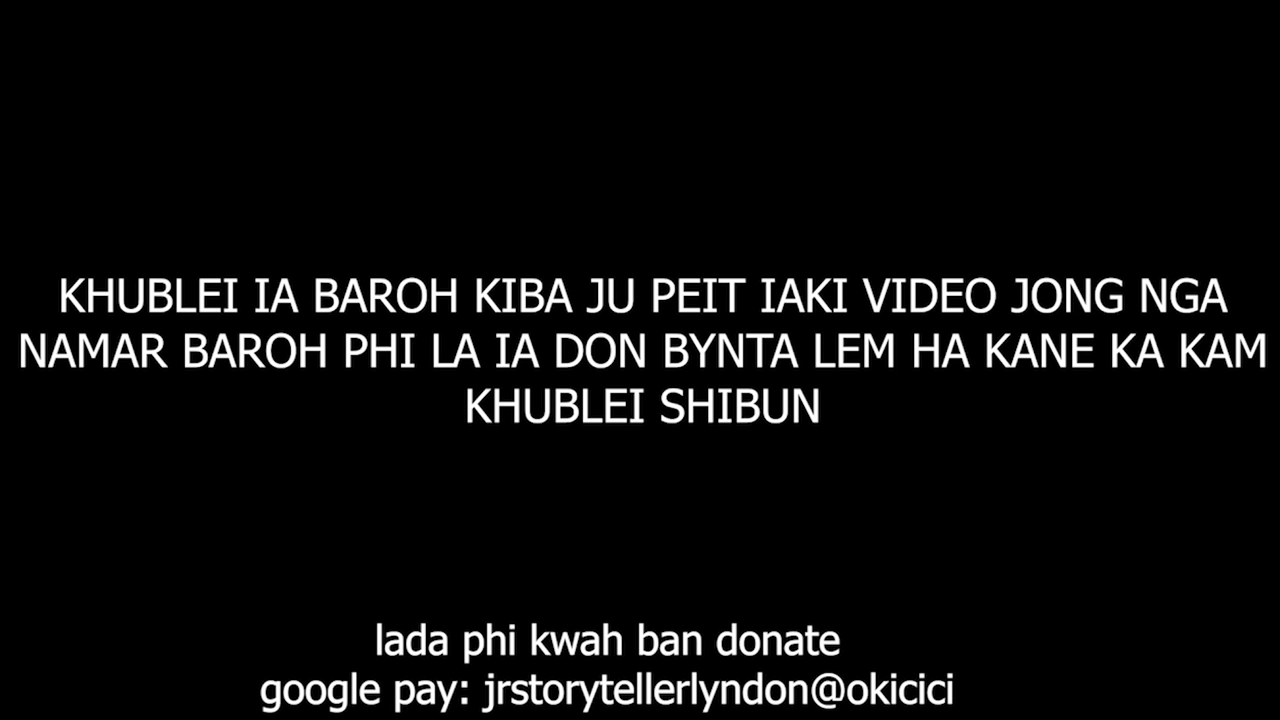 KHUBLEI IA BAROH KIBA JU PEIT IAKI VIDEO JONG NGA
NAMAR BAROH PHI LA IA DON BYNTA LEM HA KANE KA KAM
KHUBLEI SHIBUN
lada phi kwah ban donate
google pay: jrstorytellerlyndon@okicici